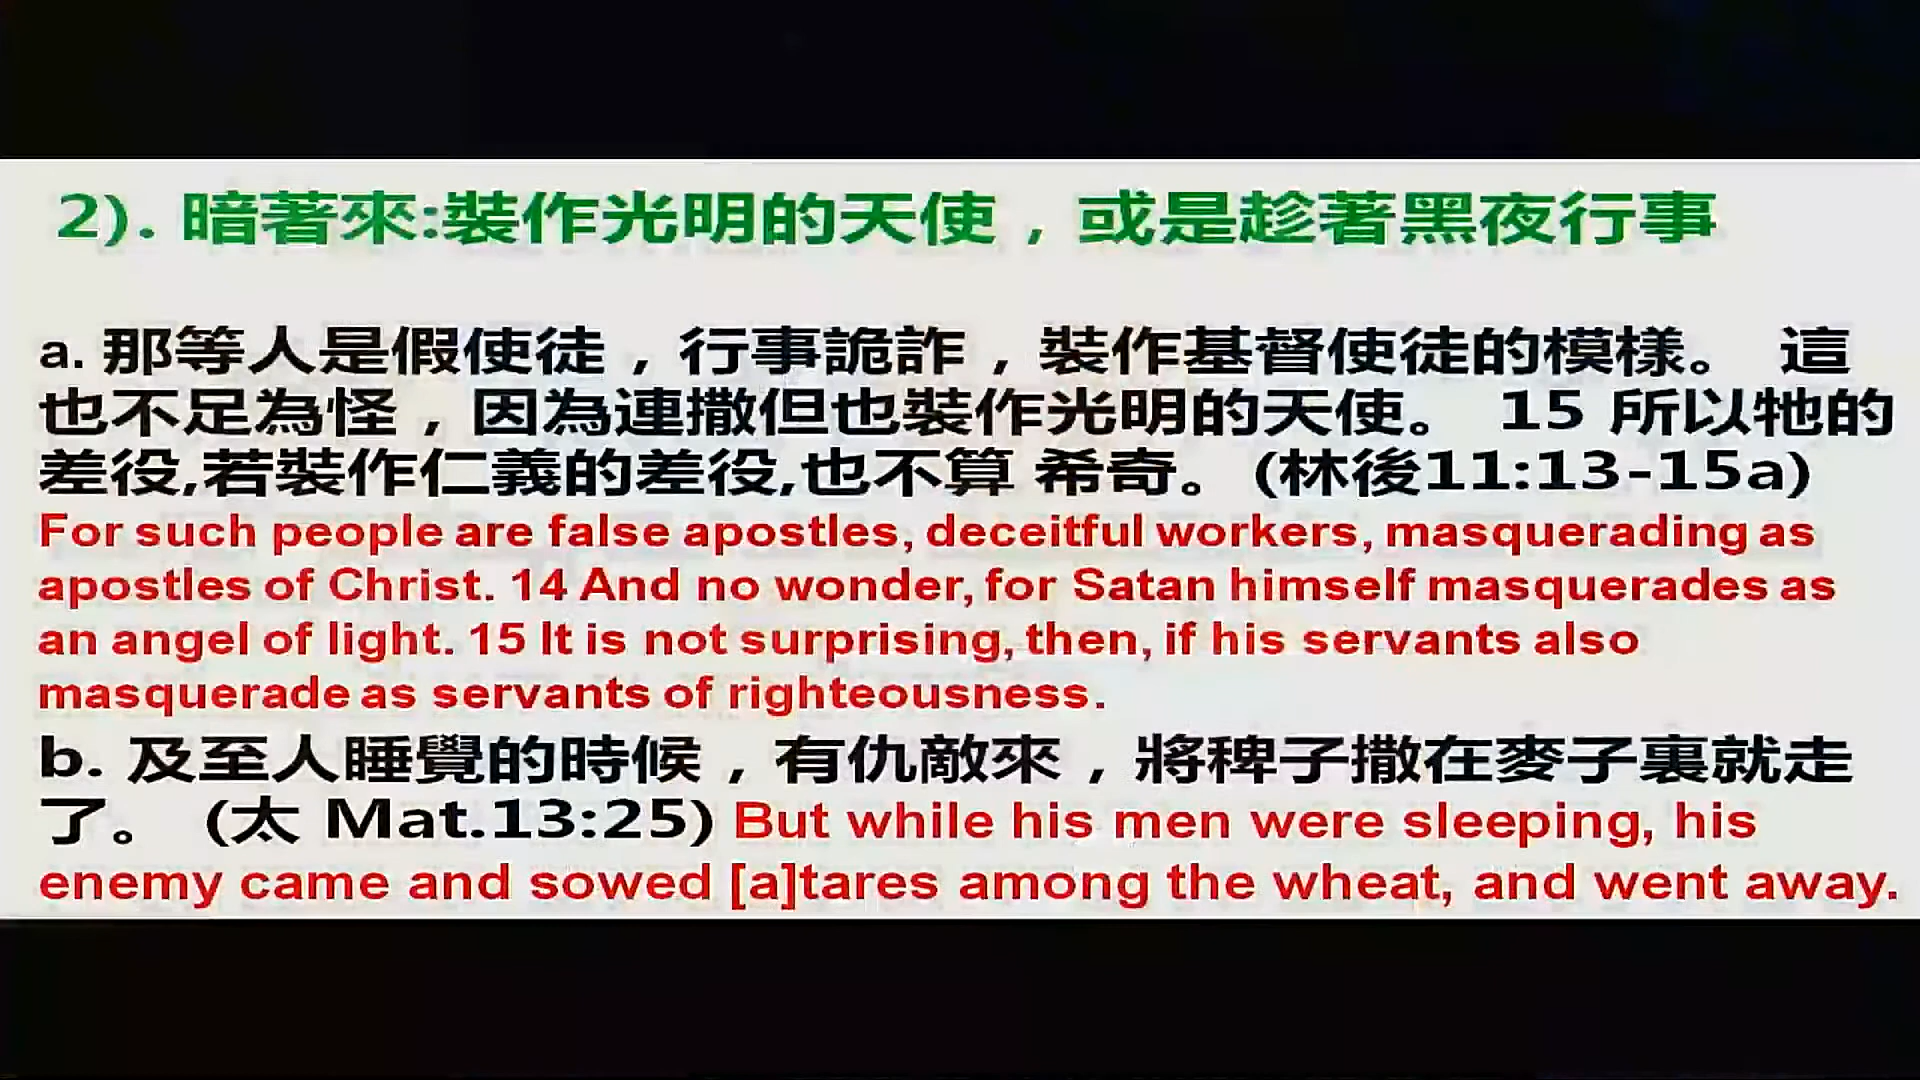 2). 暗著來:裝作光明的天使，或是趁著黑夜行事
a. 那等人是假使徒，行事詭詐，裝作基督使徒的模樣。 這
也不足為怪，因為連撒但也裝作光明的天使。 15 所以牠的
差役,若裝作仁義的差役,也不算 希奇。(林後11:13-15a)
For such people are false apostles, deceitful workers, masquerading as
apostles of Christ. 14 And no wonder, for Satan himself masquerades as
an angel of light. 15 It is not surprising, then, if his servants also
masquerade as servants of righteousness.
b. 及至人睡覺的時候，有仇敵來，將稗子撒在麥子裏就走
了。 (太 Mat.13:25) But while his men were sleeping, his
enemy came and sowed [a]tares among the wheat, and went away.